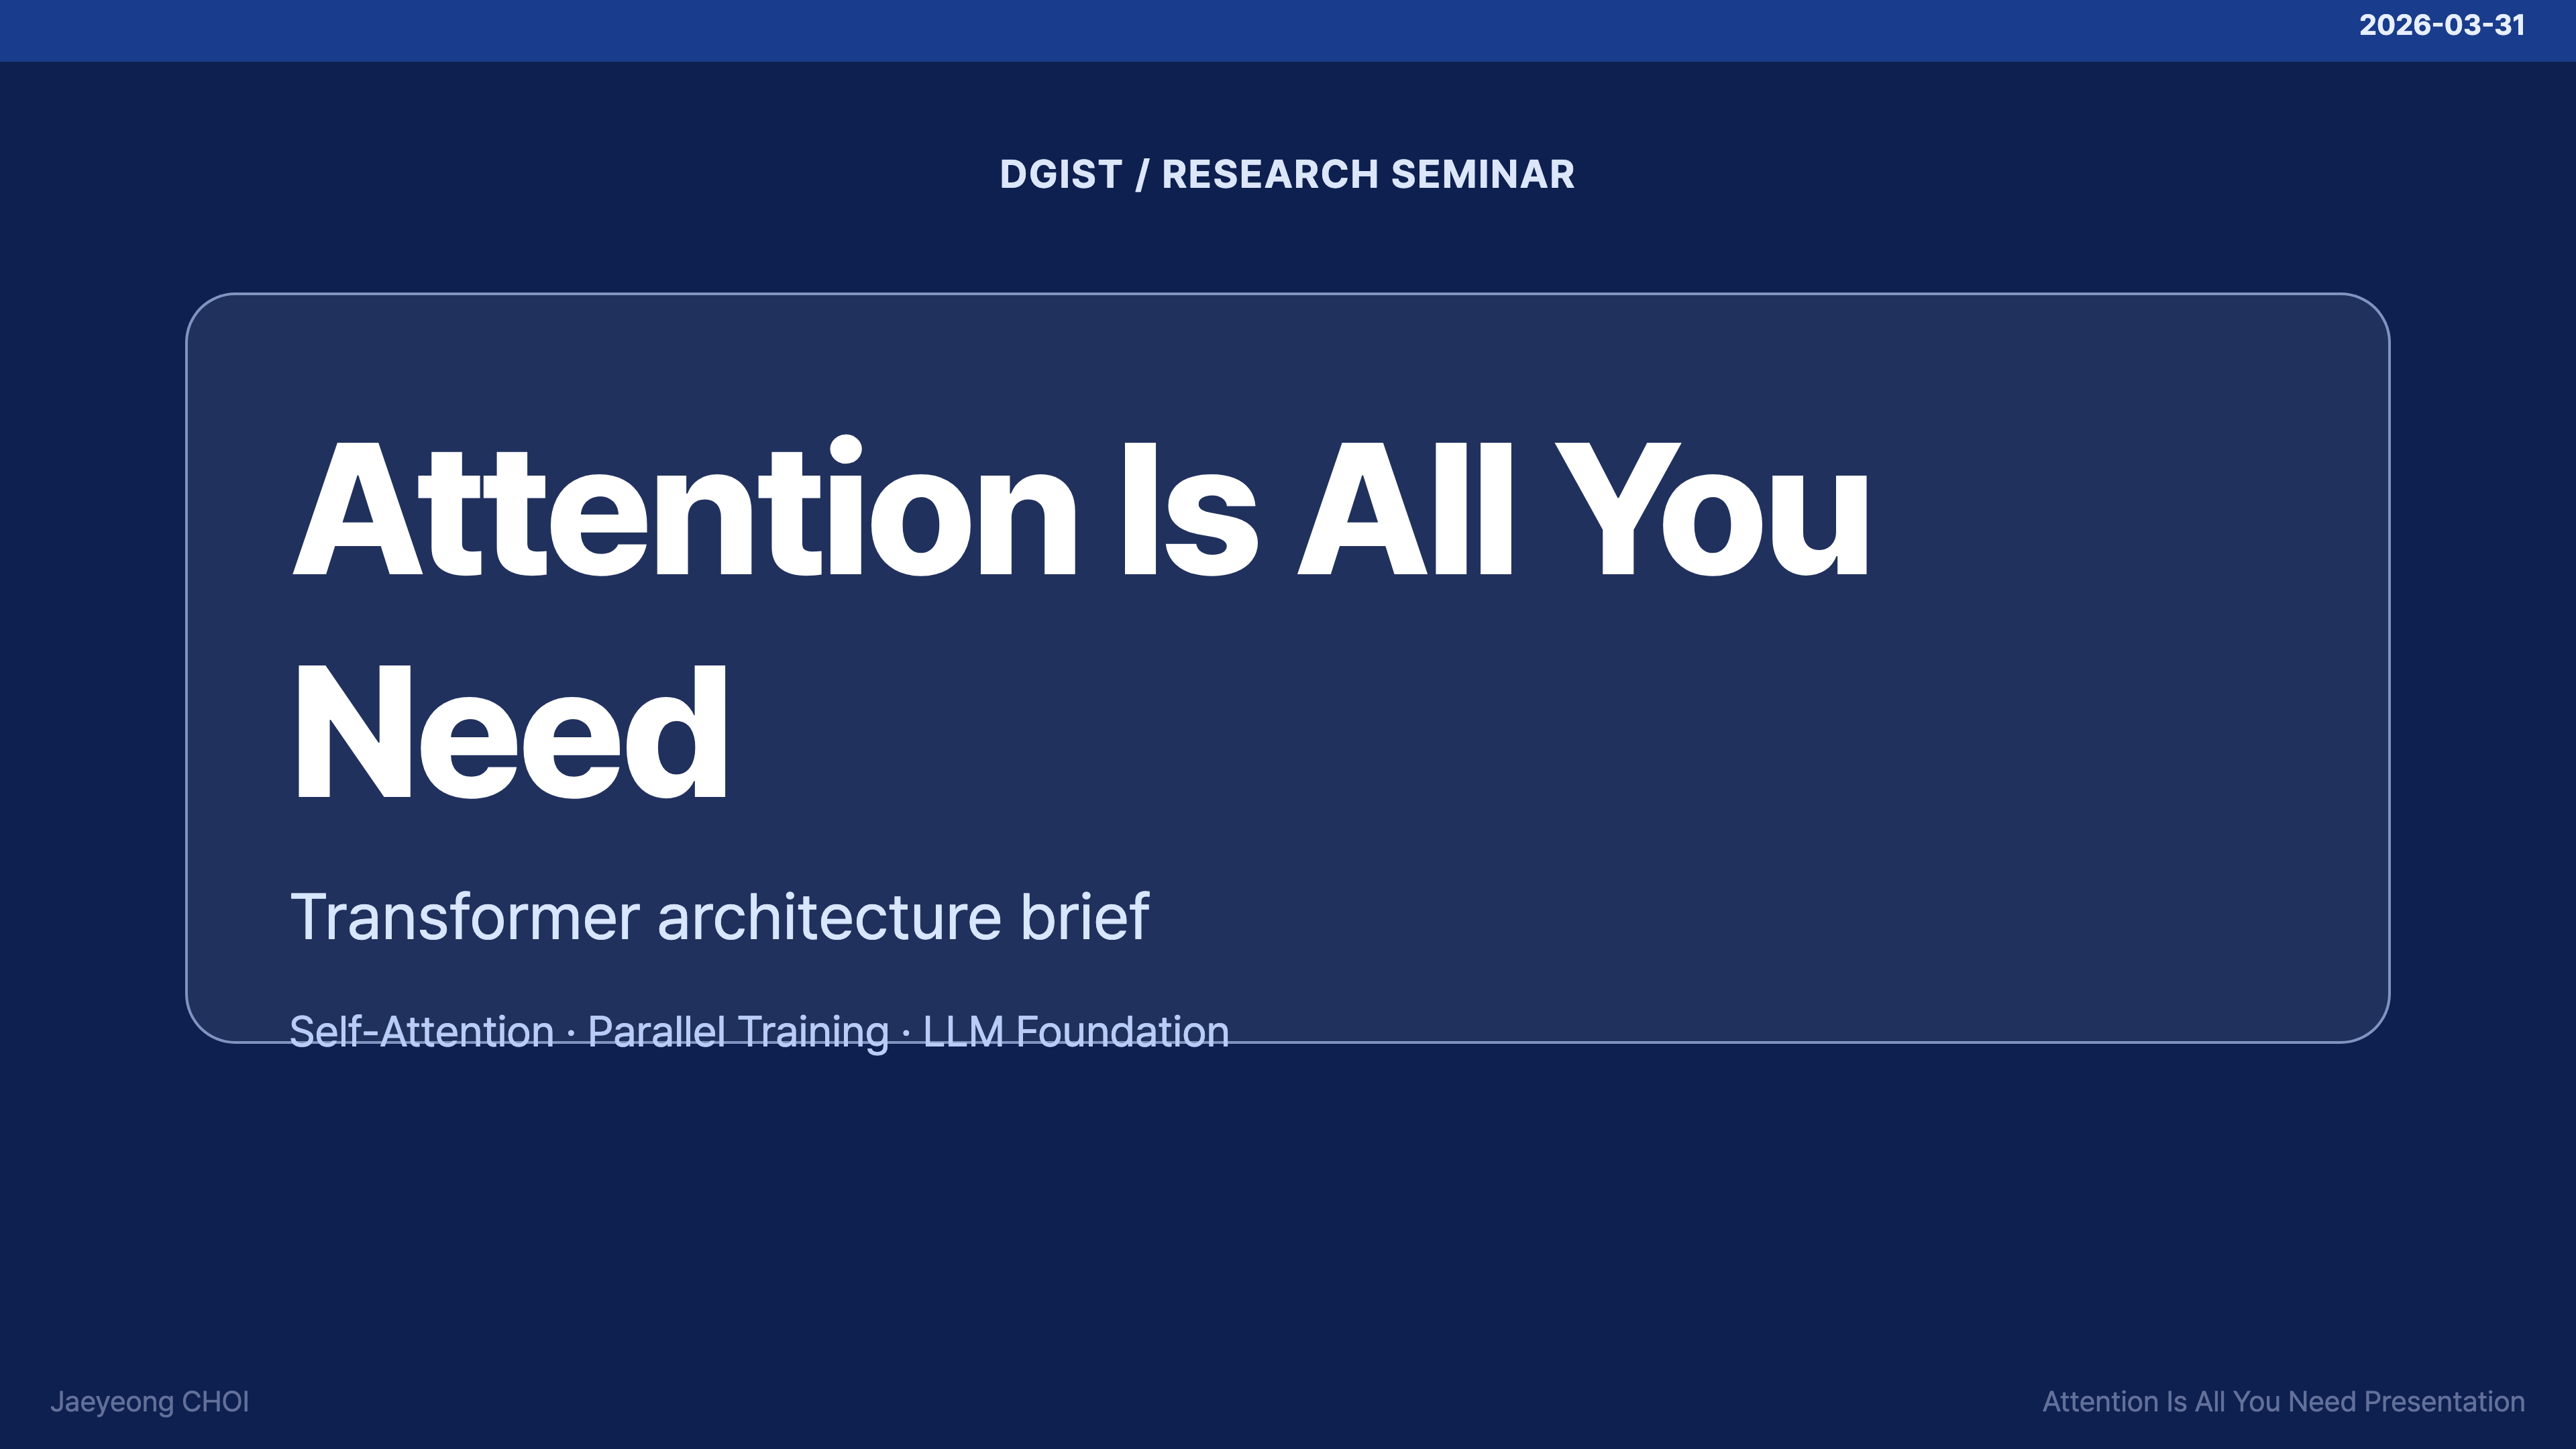 2026-03-31
DGIST / RESEARCH SEMINAR
Attention Is All You
Need
Transformer architecture brief
Self-Attention · Parallel Training · LLM Foundation
Jaeyeong CHOI
Attention Is All You Need Presentation